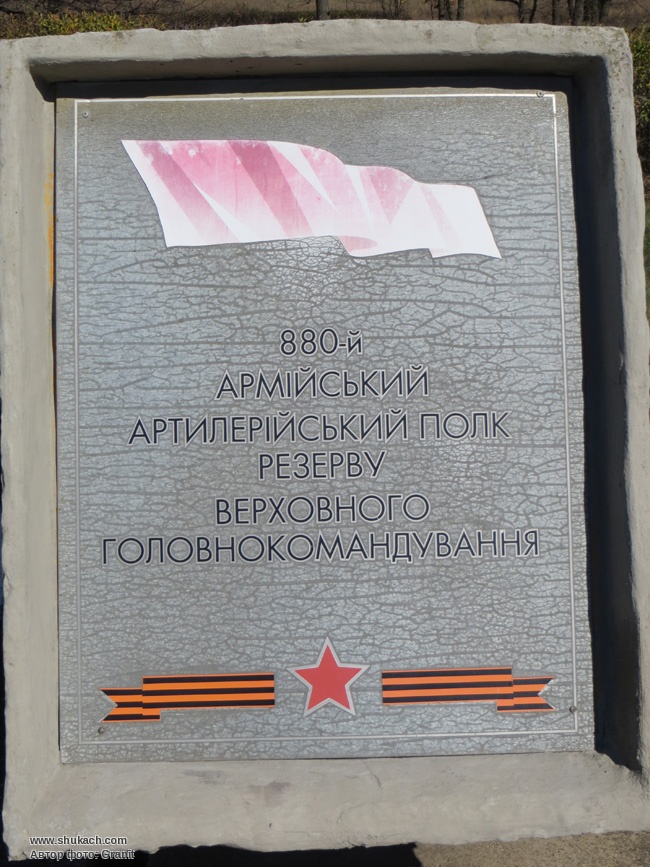 880-й
АРМІЙСЬКИЙ
АРТИЛЕРІЙСЬКИЙ ПОЛК
РЕЗЕРВУ
ВЕРХОВНОГО
ГОЛОВНОКОМАНДУВАННЯ
www.shukach.com
Автор фото: Granit